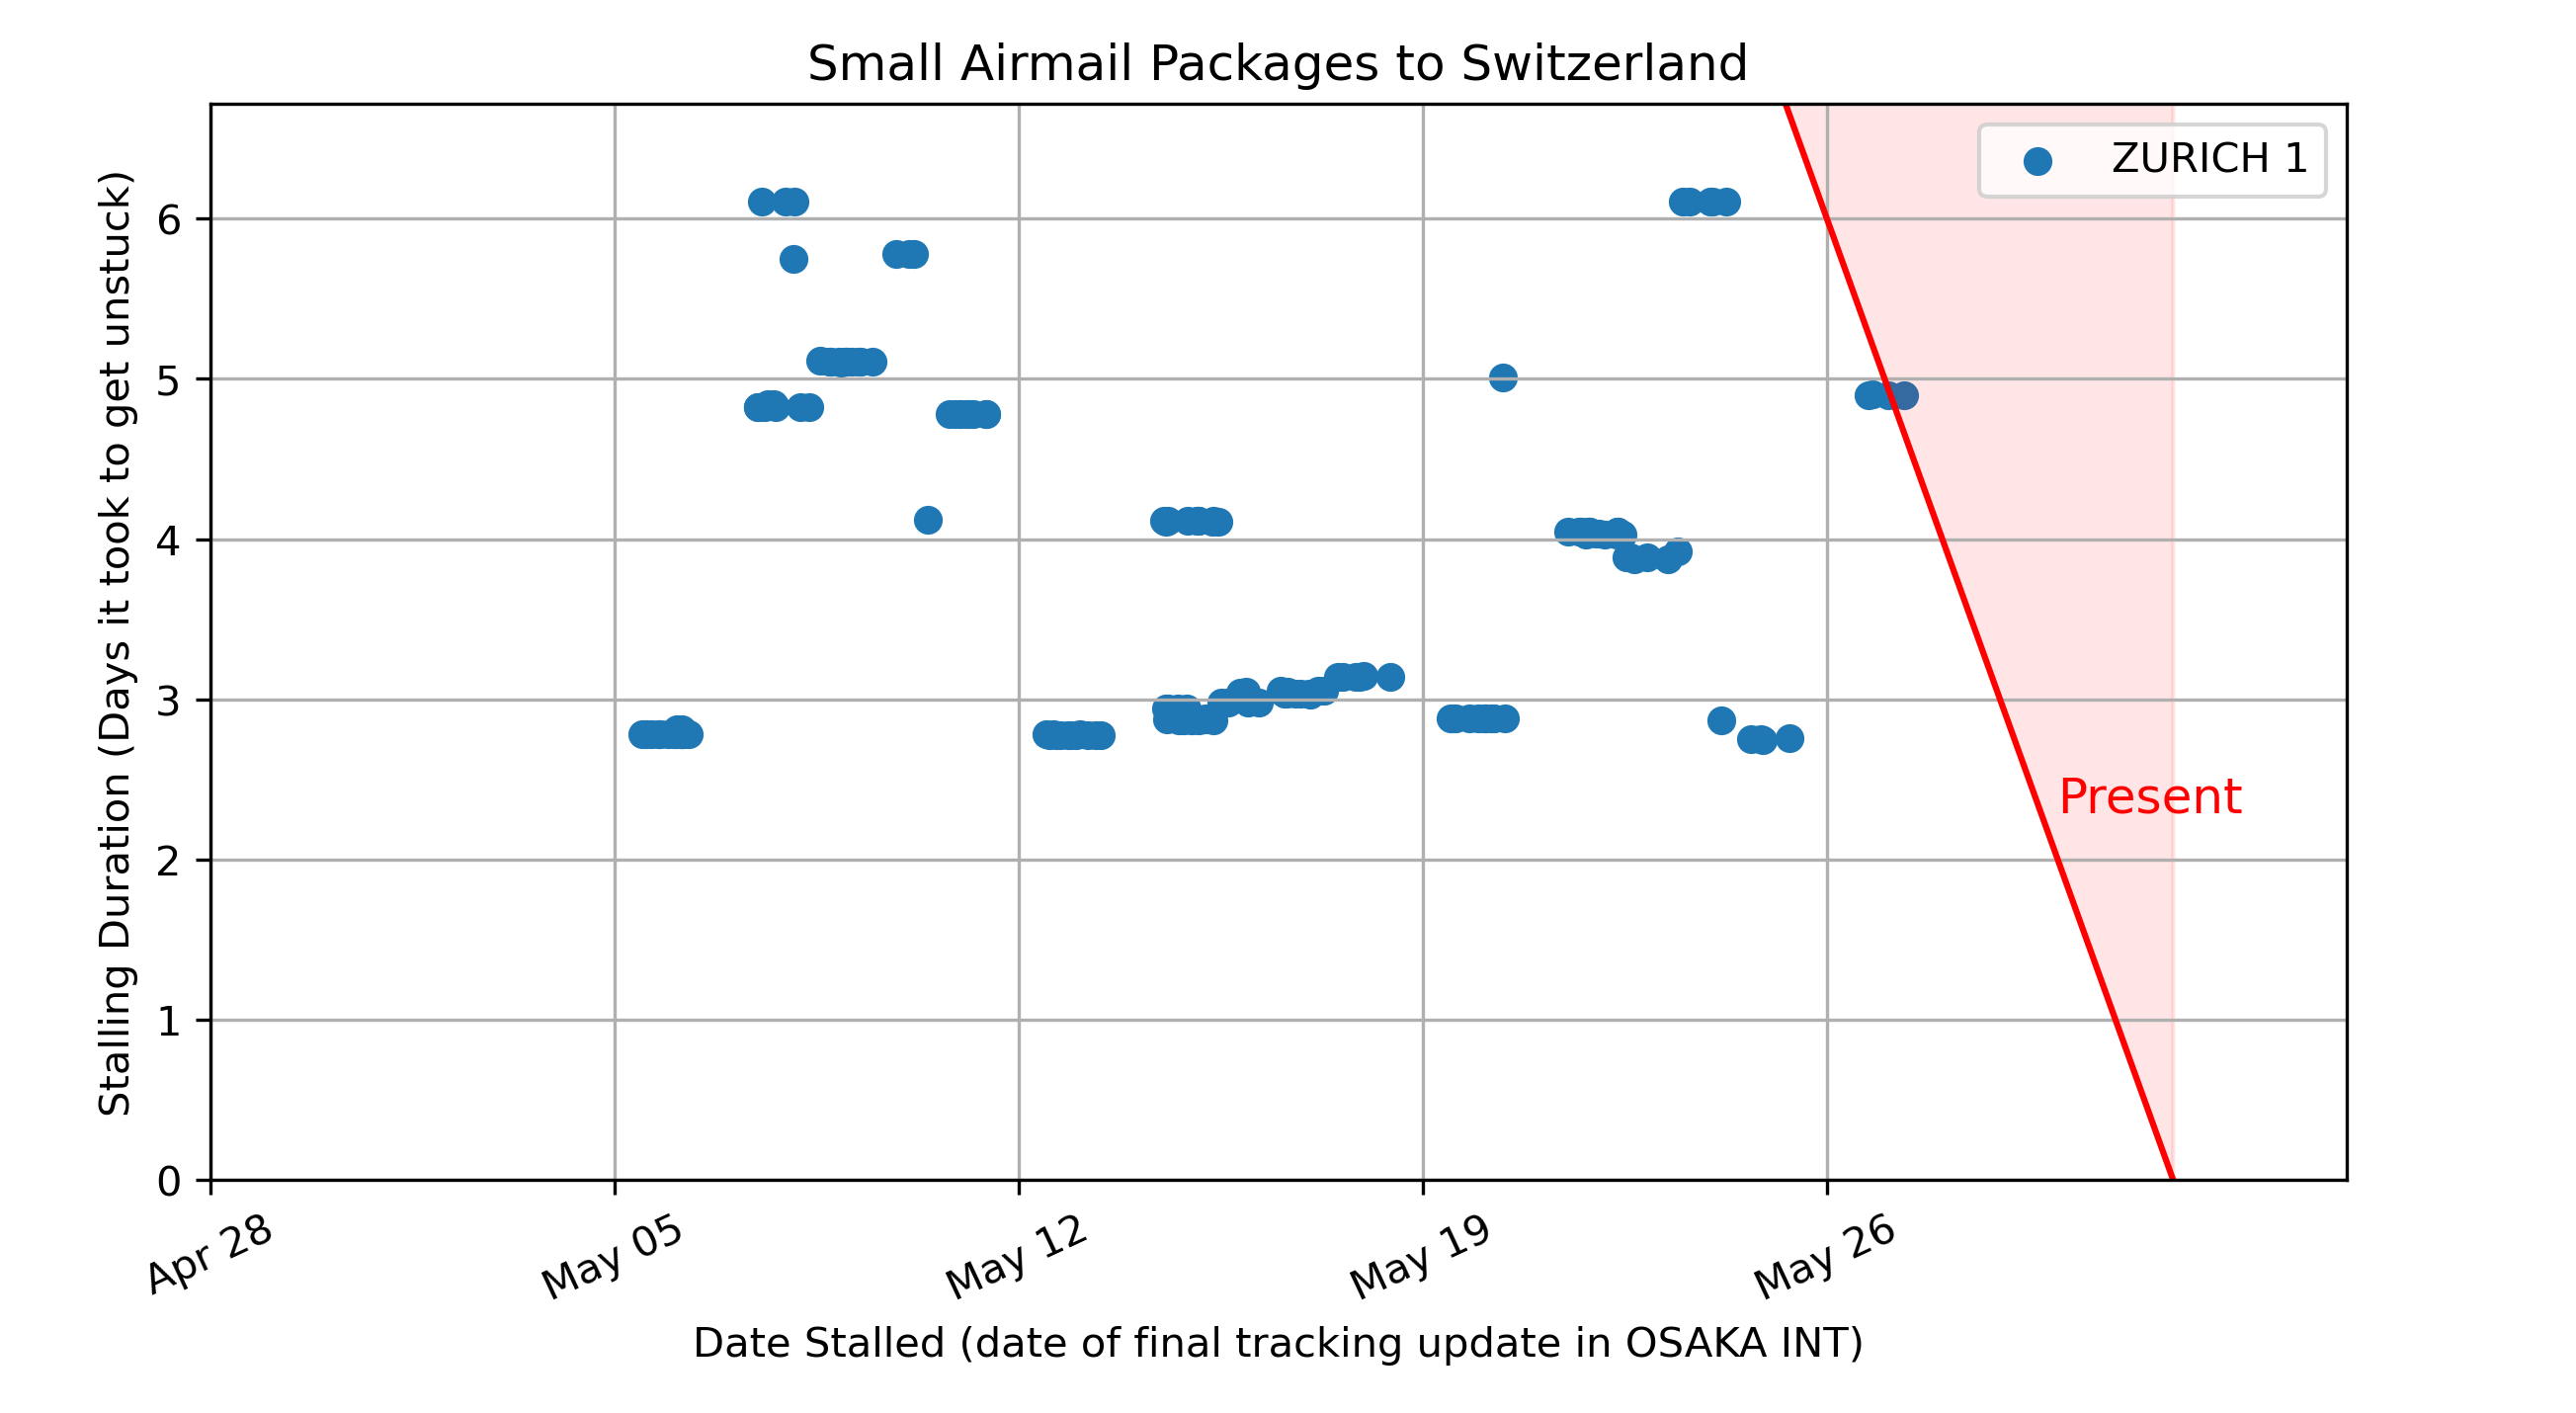 Small Airmail Packages to Switzerland
ZURICH 1
Stalling Duration (Days it took to get unstuck)
6
5
4
3
2
1
0
Present
Apr 28
May 05
May 12
May 19
May 26
Date Stalled (date of final tracking update in OSAKA INT)